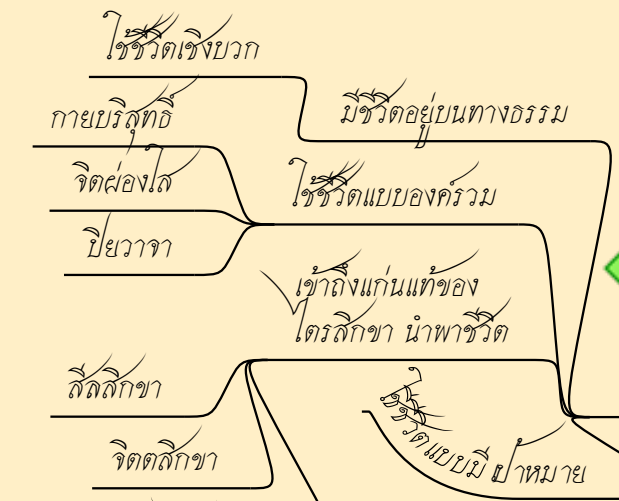 ใช้ชีวิตเชิงบวก
กายบริสุทธิ์
มีชีวิตอยู่บนทางธรรม
จิตผ่องใส
ใช้ชีวิตแบบองค์รวม
ปิยวาจา
เข้าถึงแก่นแท้ของ
ไตรสิกขา นำพาชีวิต
สีลสิกขา
ใช้ชีวิตแบบมีเป้าหมาย
จิตตสิกขา